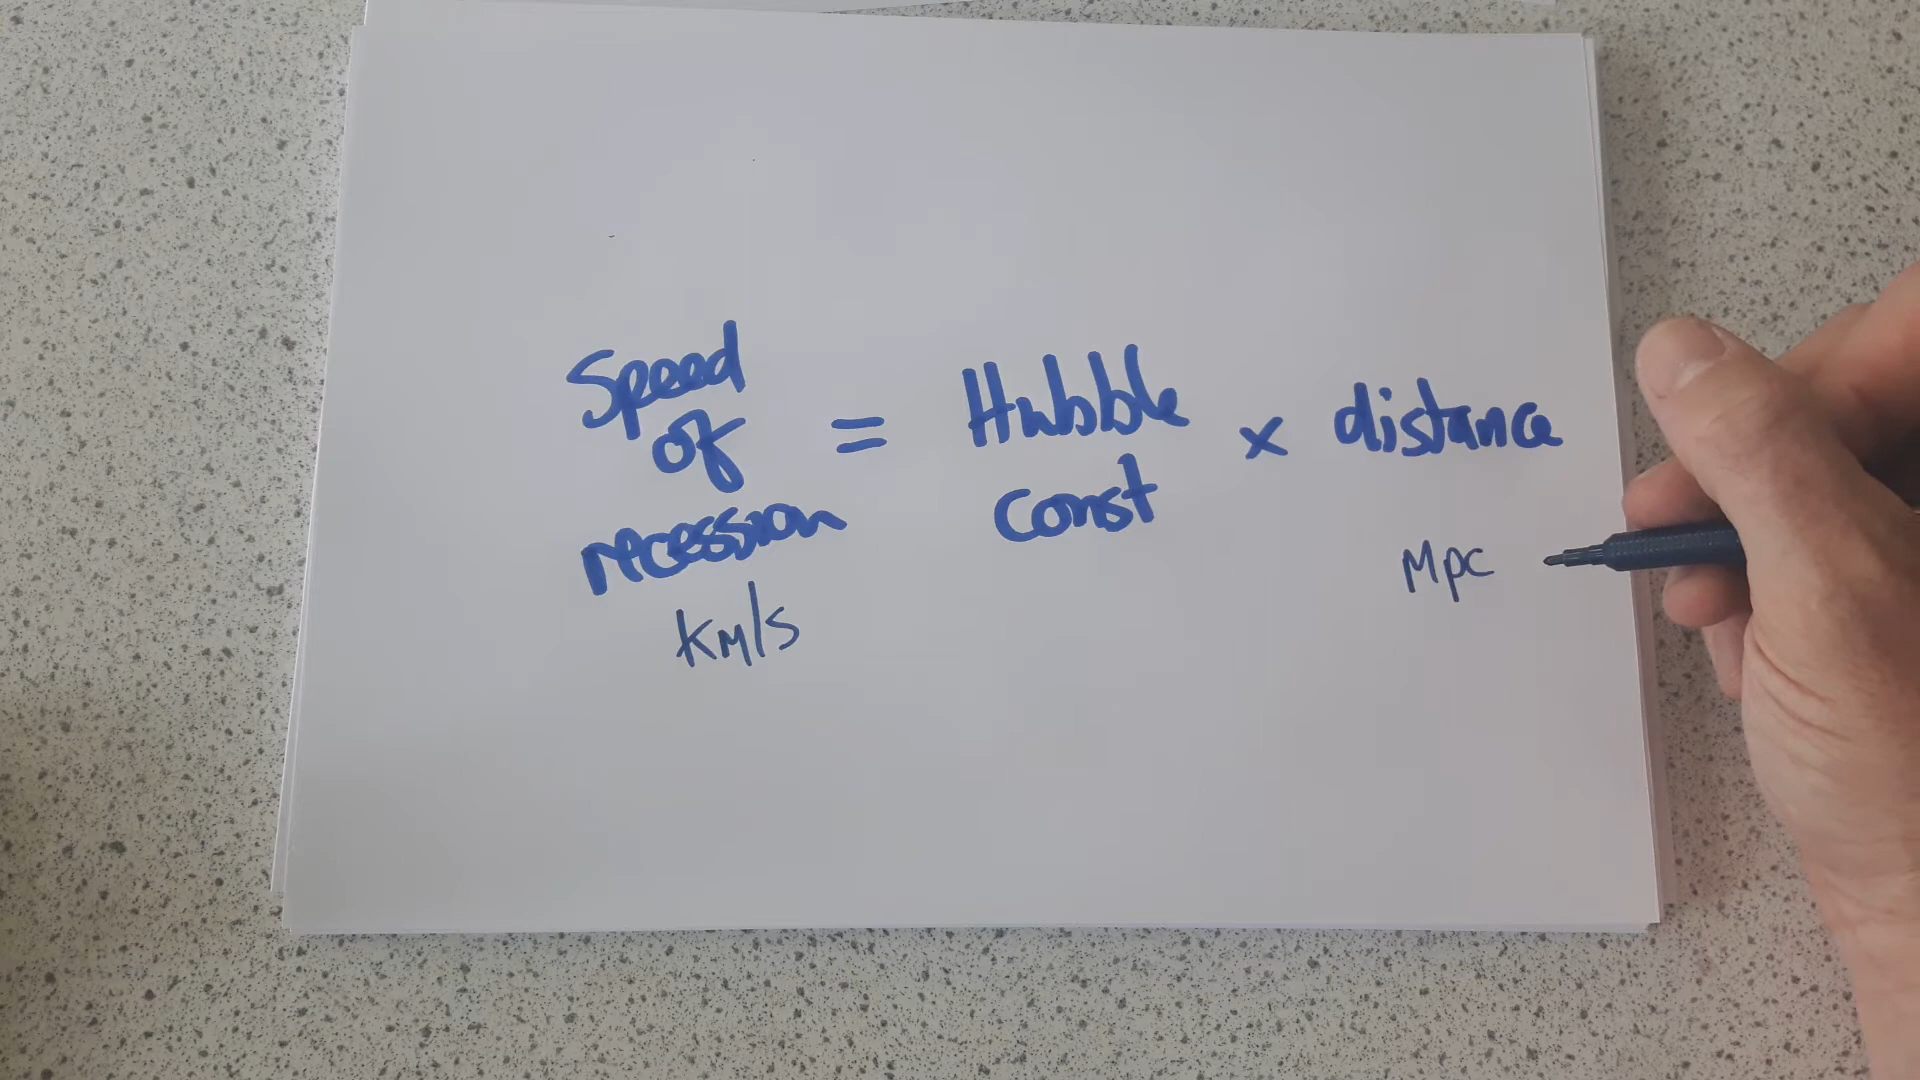 Speed
of
recession
=
Hubble
const
x
distance
km/s
Mpc